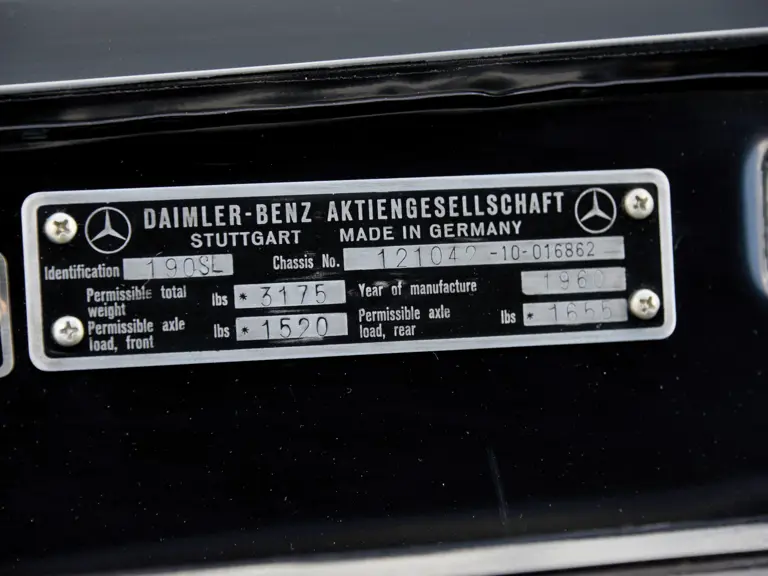 DAIMLER-BENZ AKTIENGESELLSCHAFT
STUTTGART MADE IN GERMANY
Identification 190SL Chassis No. 121042-10-016862
Permissible total weight lbs * 3175 Year of manufacture 1960
Permissible axle load, front lbs * 1520 Permissible axle load, rear lbs * 1655